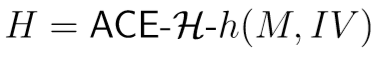 H = ACE-𝓗-h(M, IV)